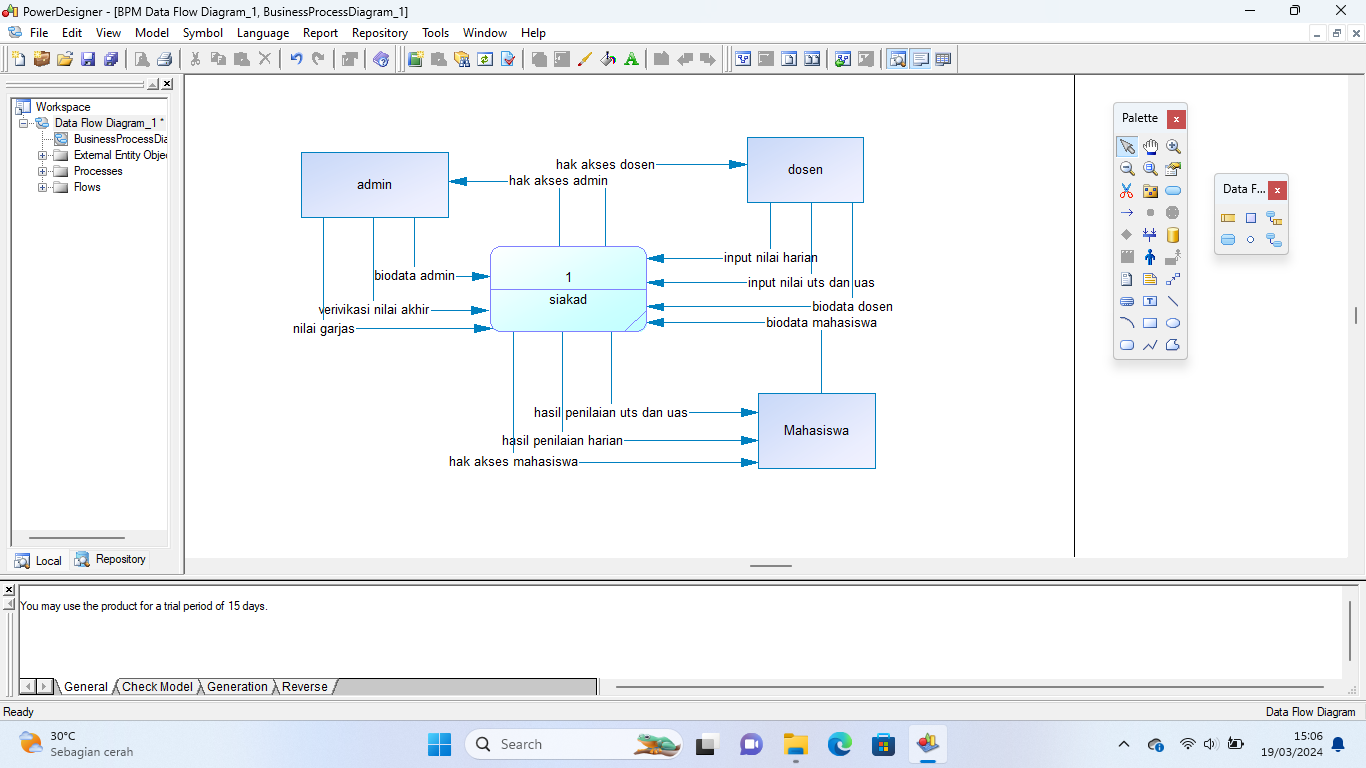 PowerDesigner - [BPM Data Flow Diagram_1, BusinessProcessDiagram_1]
File Edit View Model Symbol Language Report Repository Tools Window Help
Workspace
Data Flow Diagram_1 *
BusinessProcessDia
External Entity Obje
Processes
Flows
Local Repository
admin
dosen
hak akses dosen
hak akses admin
1
siakad
biodata admin
verivikasi nilai akhir
nilai garjas
input nilai harian
input nilai uts dan uas
biodata dosen
biodata mahasiswa
hasil penilaian uts dan uas
hasil penilaian harian
hak akses mahasiswa
Mahasiswa
Palette
Data F...
You may use the product for a trial period of 15 days.
General Check Model Generation Reverse
Ready
Data Flow Diagram
30°C
Sebagian cerah
Search
15:06
19/03/2024